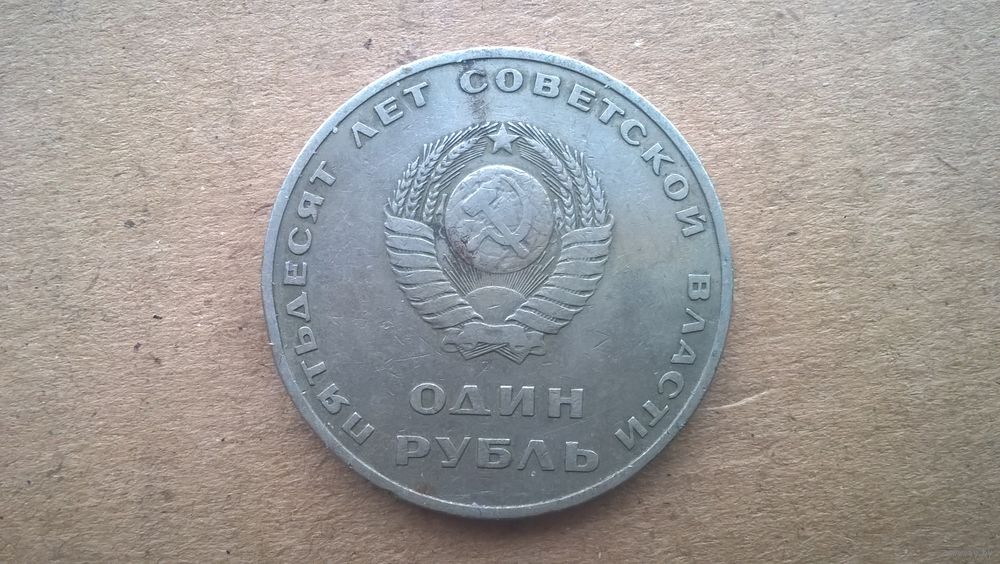 ПЯТЬДЕСЯТ ЛЕТ СОВЕТСКОЙ ВЛАСТИ
ОДИН
РУБЛЬ